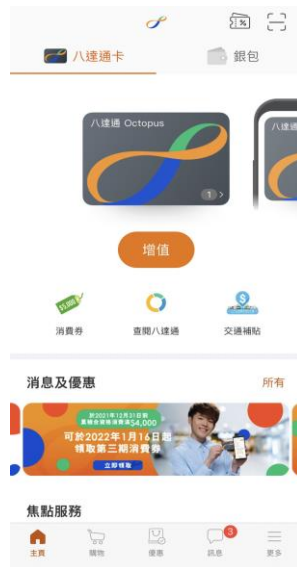 八達通卡
銀包
八達通 Octopus
八達通
1
增值
$5,000
消費券
查閱八達通
交通補貼
消息及優惠
所有
於2021年12月31日前
累積合資格消費滿$4,000
可於2022年1月16日起
領取第三期消費券
立即領取
焦點服務
3
主頁
購物
優惠
訊息
更多